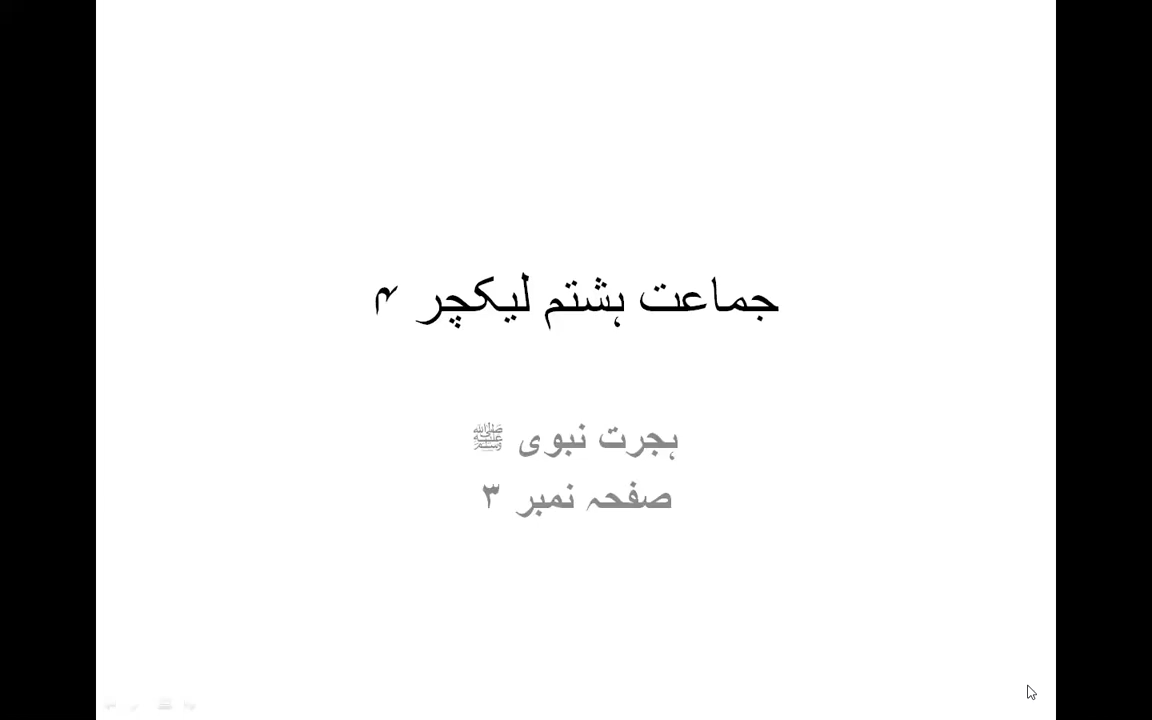 جماعت ہشتم لیکچر ۴
ہجرت نبوی ﷺ
صفحہ نمبر ۳